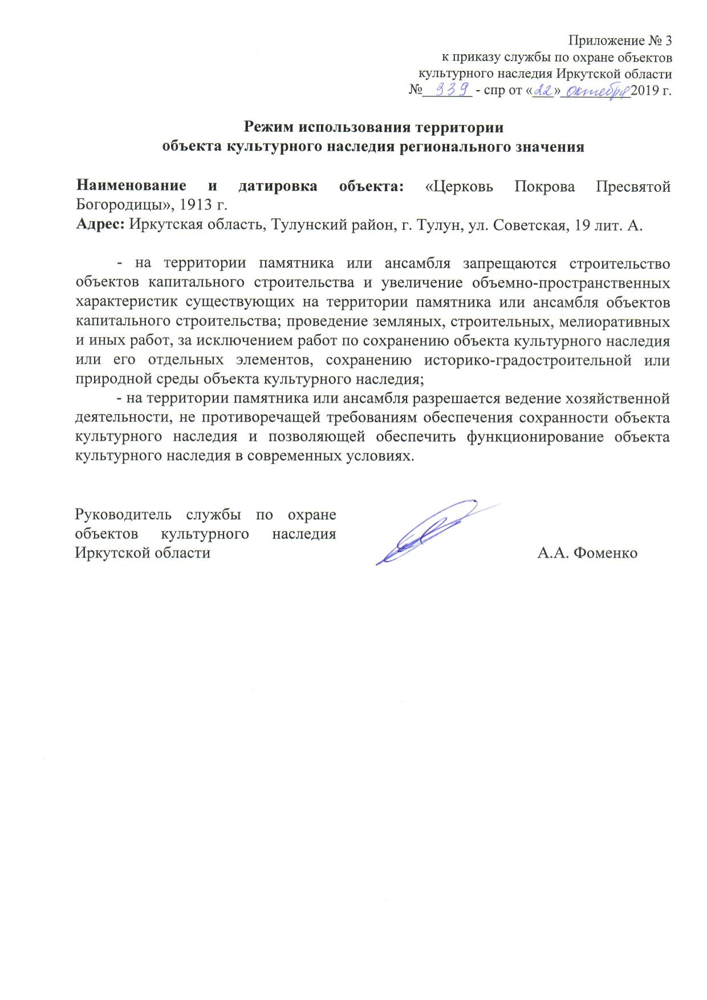 Приложение № 3
к приказу службы по охране объектов
культурного наследия Иркутской области
№ 339 - спр от «22» октября 2019 г.
Режим использования территории
объекта культурного наследия регионального значения
Наименование и датировка объекта: «Церковь Покрова Пресвятой
Богородицы», 1913 г.
Адрес: Иркутская область, Тулунский район, г. Тулун, ул. Советская, 19 лит. А.
- на территории памятника или ансамбля запрещаются строительство
объектов капитального строительства и увеличение объемно-пространственных
характеристик существующих на территории памятника или ансамбля объектов
капитального строительства; проведение земляных, строительных, мелиоративных
и иных работ, за исключением работ по сохранению объекта культурного наследия
или его отдельных элементов, сохранению историко-градостроительной или
природной среды объекта культурного наследия;
- на территории памятника или ансамбля разрешается ведение хозяйственной
деятельности, не противоречащей требованиям обеспечения сохранности объекта
культурного наследия и позволяющей обеспечить функционирование объекта
культурного наследия в современных условиях.
Руководитель службы по охране
объектов культурного наследия
Иркутской области А.А. Фоменко